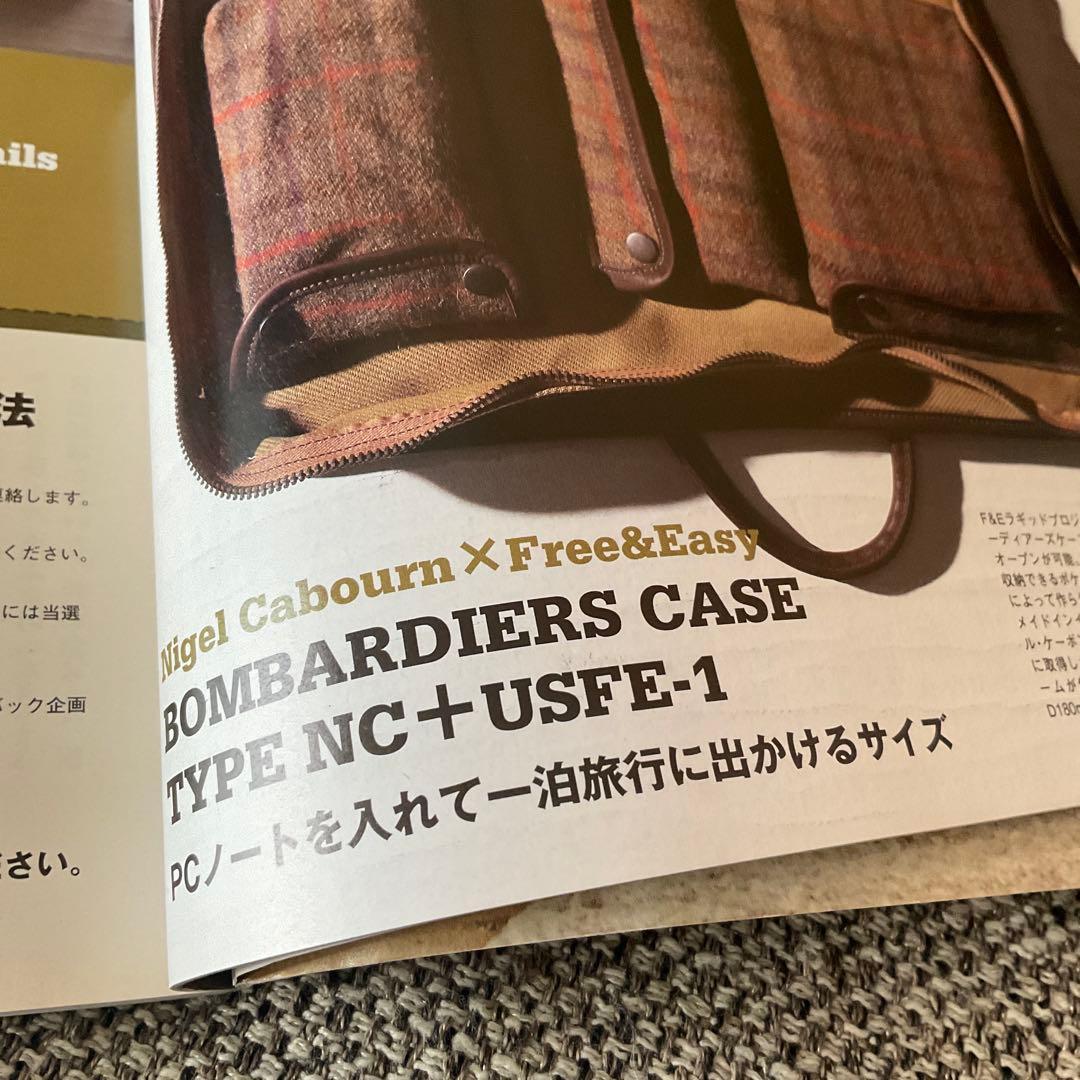 ails
法
絡します。
ください。
には当選
バック企画
ださい。
Nigel Cabourn×Free&Easy
BOMBARDIERS CASE
TYPE NC+USFE-1
PCノートを入れて一泊旅行に出かけるサイズ
F&Eラギッドプロジ
ーディアーズケー
オープンが可能。
収納できるポケ
によって作ら
メイドイン
ル・ケーボ
に取得し
ームが
D180m